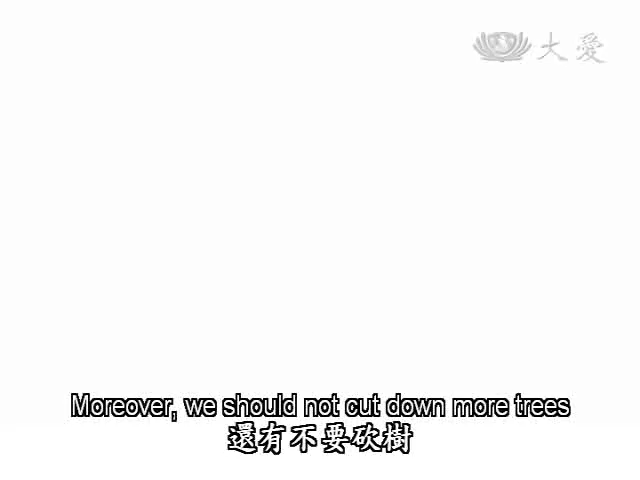 大愛
Moreover, we should not cut down more trees
還有不要砍樹